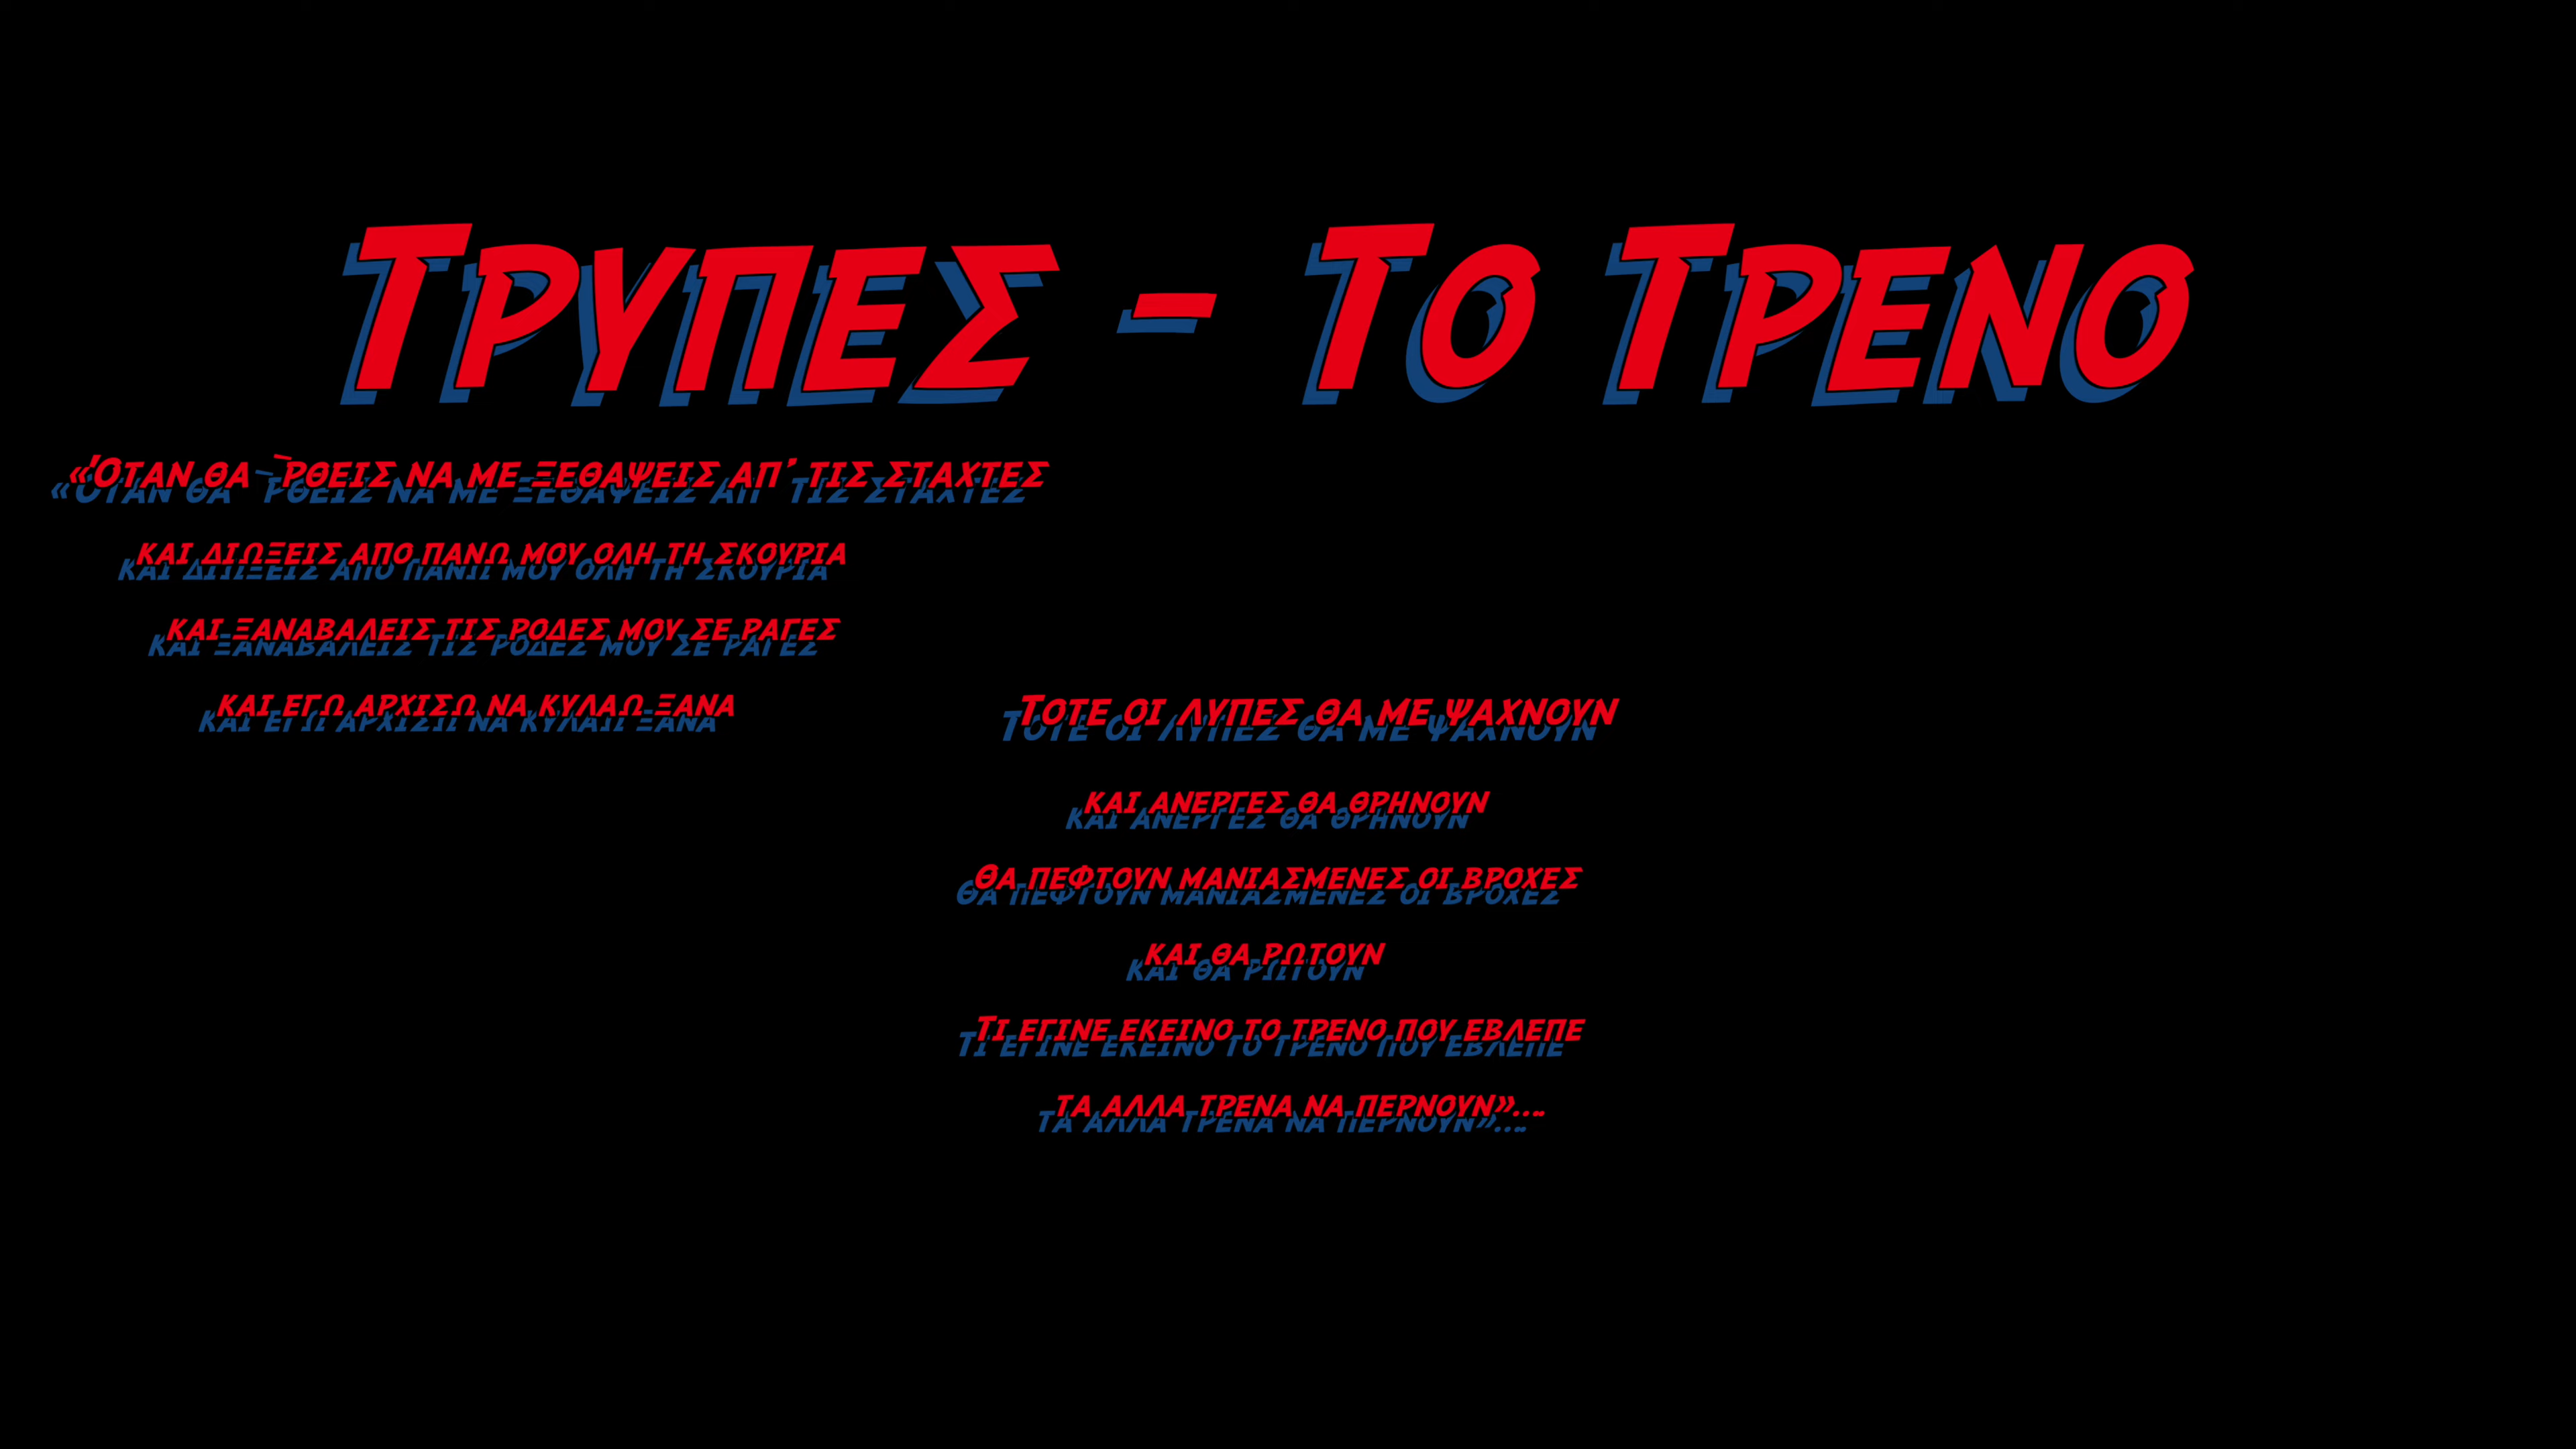 Τρυπες - Το Τρενο
«Όταν θα ¯ρθεις να με ξεθαψεις απ᾽ τις σταχτες
και διωξεις απο πανω μου ολη τη σκουρια
και ξαναβαλεις τις ροδες μου σε ραγες
και εγω αρχισω να κυλαω ξανα
Τοτε οι λυπες θα με ψαχνουν
και ανεργες θα θρηνουν
Θα πεφτουν μανιασμενες οι βροχες
και θα ρωτουν
Τι εγινε εκεινο το τρενο που εβλεπε
τα αλλα τρενα να περνουν»….